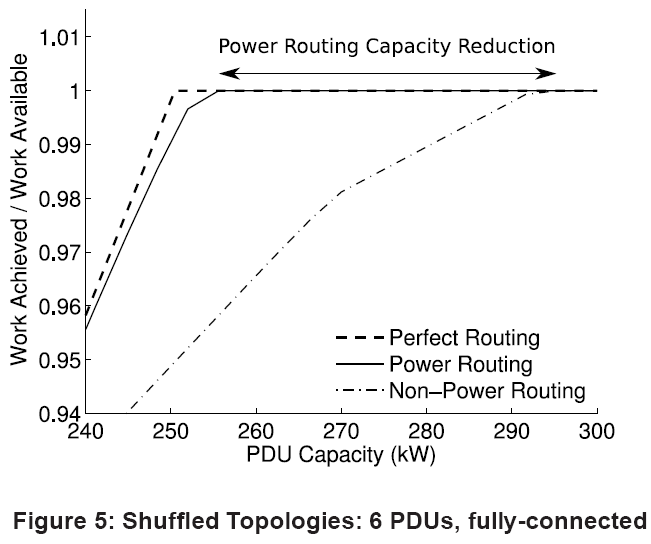 1.01
Power Routing Capacity Reduction
1
0.99
0.98
0.97
0.96
0.95
0.94
Work Achieved / Work Available
Perfect Routing
Power Routing
Non–Power Routing
240 250 260 270 280 290 300
PDU Capacity (kW)
Figure 5: Shuffled Topologies: 6 PDUs, fully-connected